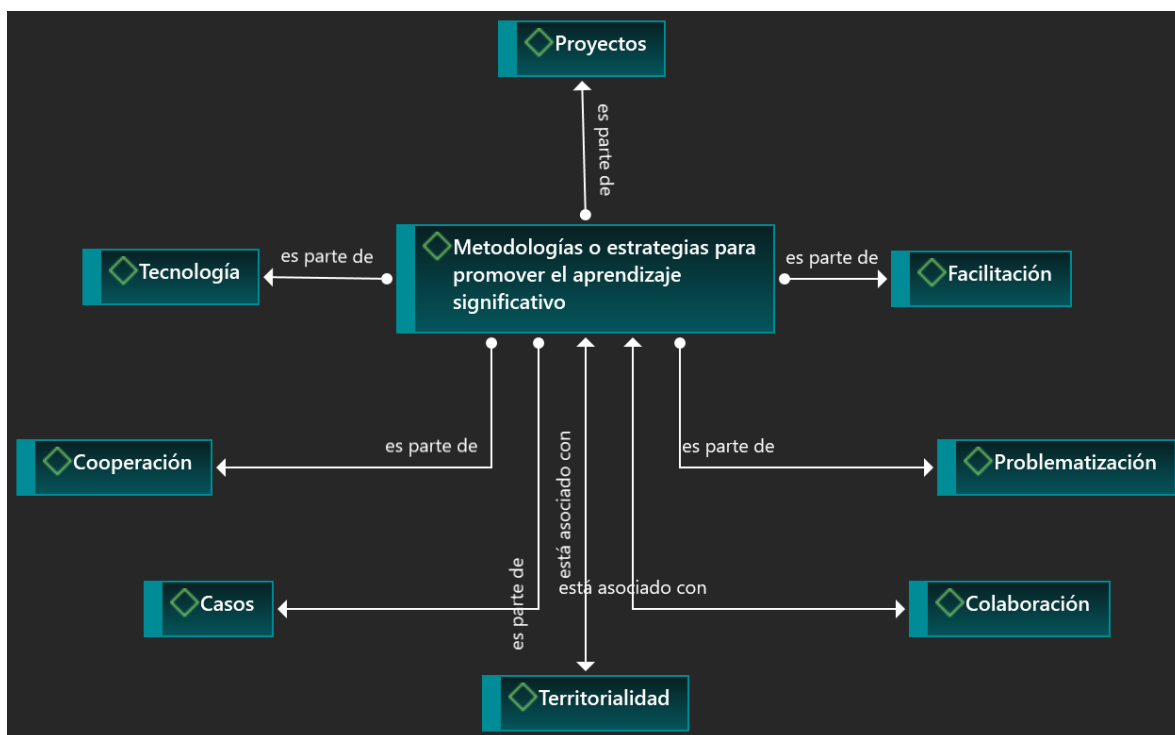 Proyectos
es parte de
Tecnología
es parte de
Metodologías o estrategias para
promover el aprendizaje
significativo
es parte de
Facilitación
Cooperación
es parte de
está asociado con
es parte de
Problematización
Casos
es parte de
está asociado con
Colaboración
Territorialidad